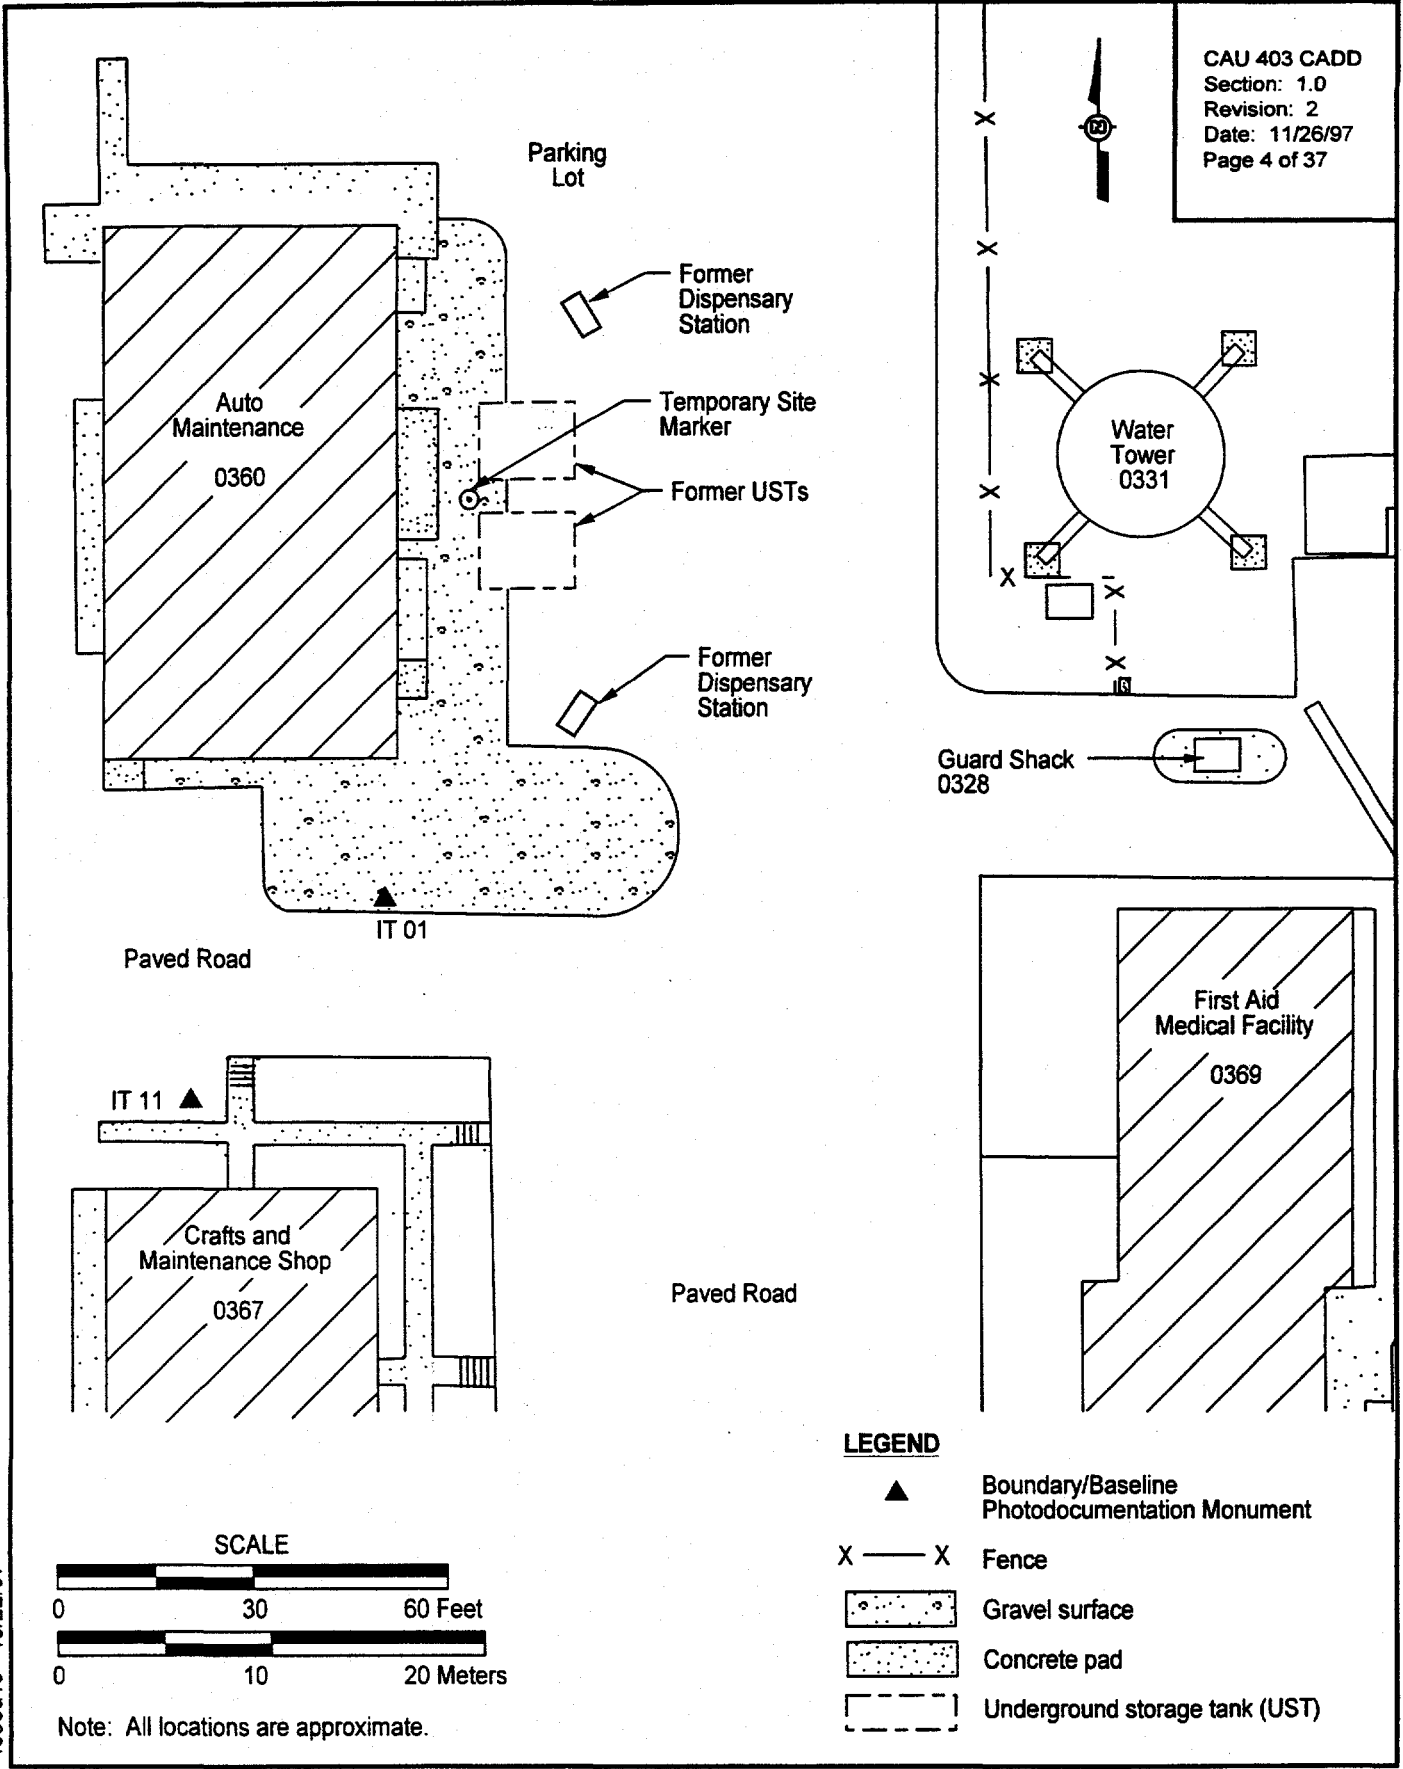 CAU 403 CADD
Section: 1.0
Revision: 2
Date: 11/26/97
Page 4 of 37
Parking
Lot
N
Former
Dispensary
Station
Auto
Maintenance
0360
Temporary Site
Marker
Former USTs
Water
Tower
0331
X
X
X
X
X
X
X
Former
Dispensary
Station
Guard Shack
0328
IT 01
Paved Road
First Aid
Medical Facility
0369
IT 11
Crafts and
Maintenance Shop
0367
Paved Road
LEGEND
Boundary/Baseline
Photodocumentation Monument
X X Fence
Gravel surface
Concrete pad
Underground storage tank (UST)
SCALE
0 30 60 Feet
0 10 20 Meters
Note: All locations are approximate.